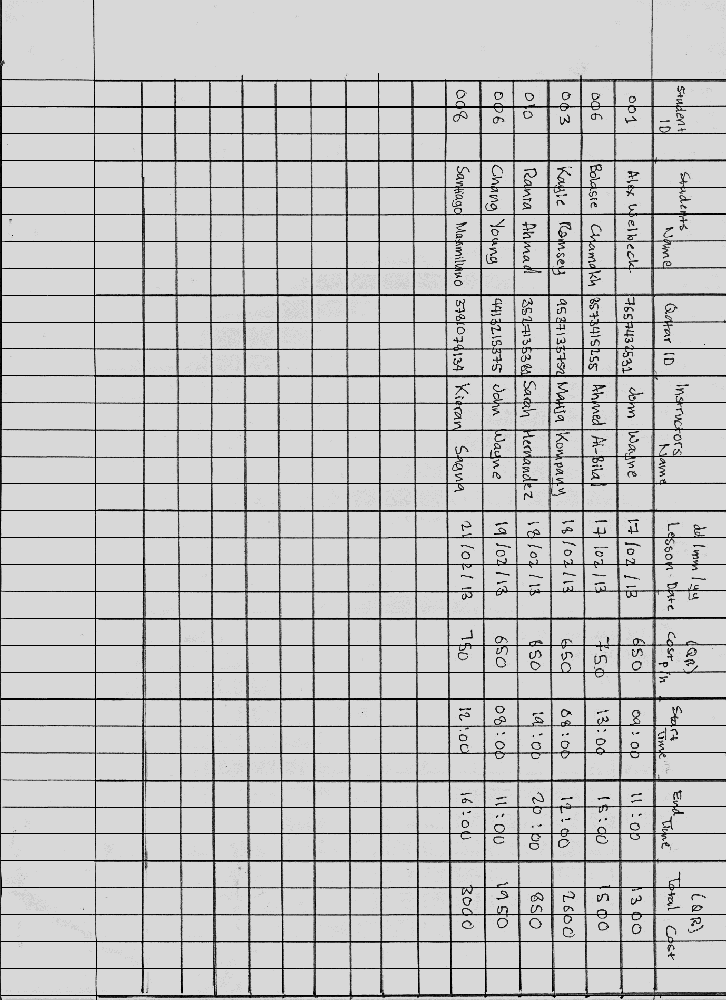 dd/mm/yy (QR) (QR)
Student ID Students Name Qatar ID Instructors Name Lesson Date Cost p/h Start Time End Time Total Cost
001 Alex Welbeck 7657432531 John Wayne 17/02/13 650 09:00 11:00 1300
006 Bolasie Chamakh 8573415255 Ahmed Al-Bilal 17/02/13 750 13:00 15:00 1500
003 Kayle Ramsey 9537133752 Matija Kompany 18/02/13 650 08:00 12:00 2600
010 Rania Ahmad 3527135381 Sarah Hernandez 18/02/13 850 19:00 20:00 850
006 Chang Young 4413215375 John Wayne 19/02/13 650 08:00 11:00 1950
008 Santiago Maximiliano 3781078134 Kieran Sagna 21/02/13 750 12:00 16:00 3000